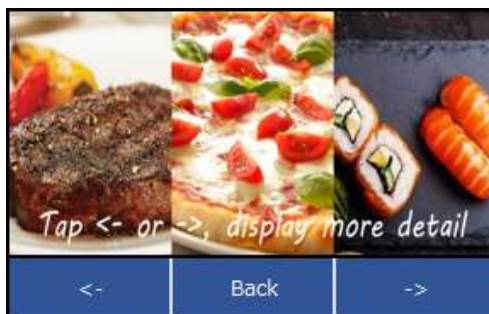 Tap <- or ->, display more detail
<- Back ->